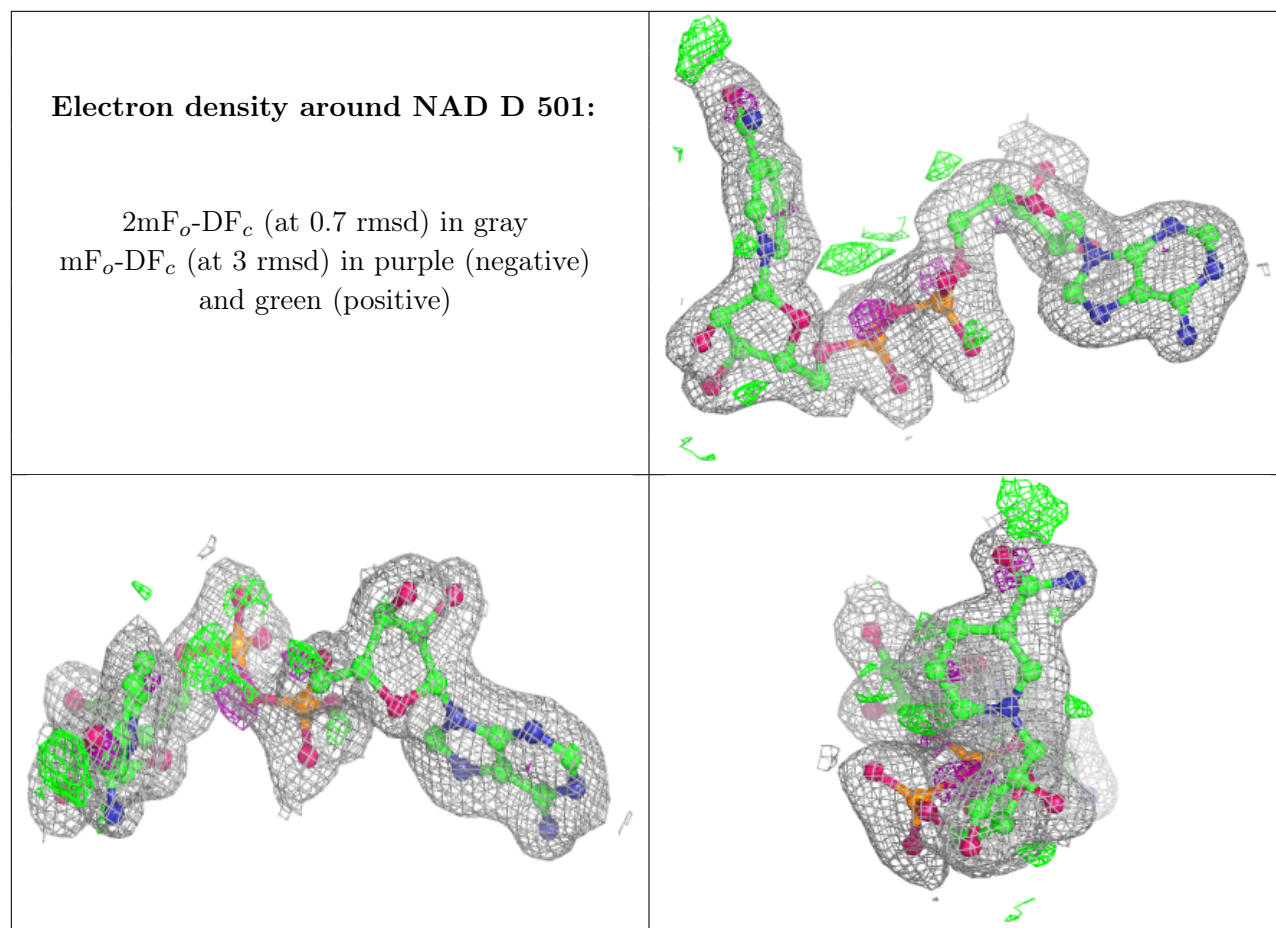 Electron density around NAD D 501:
2mFo-DFc (at 0.7 rmsd) in gray
mFo-DFc (at 3 rmsd) in purple (negative)
and green (positive)